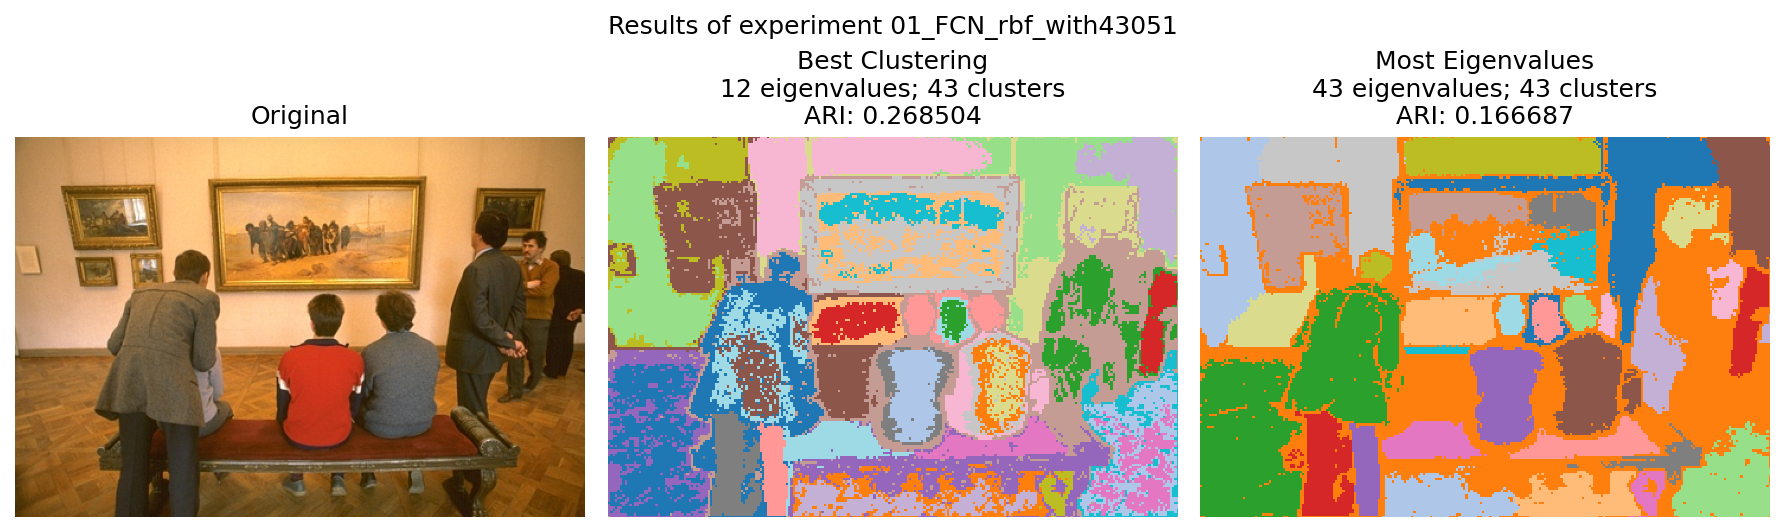 Results of experiment 01_FCN_rbf_with43051
Original
Best Clustering
12 eigenvalues; 43 clusters
ARI: 0.268504
Most Eigenvalues
43 eigenvalues; 43 clusters
ARI: 0.166687